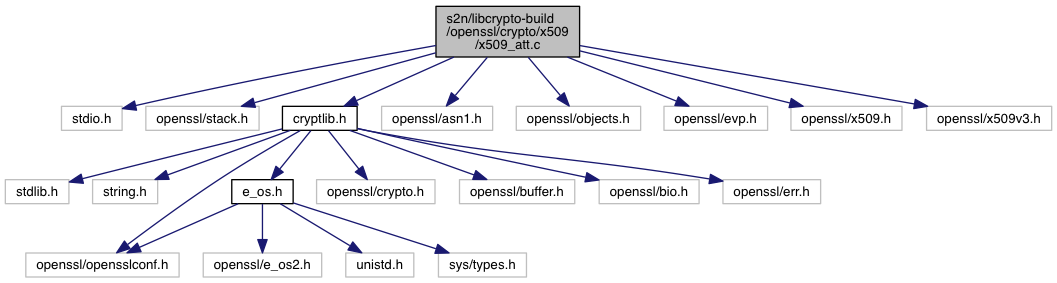 s2n/libcrypto-build
/openssl/crypto/x509
/x509_att.c
stdio.h
openssl/stack.h
cryptlib.h
openssl/asn1.h
openssl/objects.h
openssl/evp.h
openssl/x509.h
openssl/x509v3.h
stdlib.h
string.h
e_os.h
openssl/crypto.h
openssl/buffer.h
openssl/bio.h
openssl/err.h
openssl/opensslconf.h
openssl/e_os2.h
unistd.h
sys/types.h